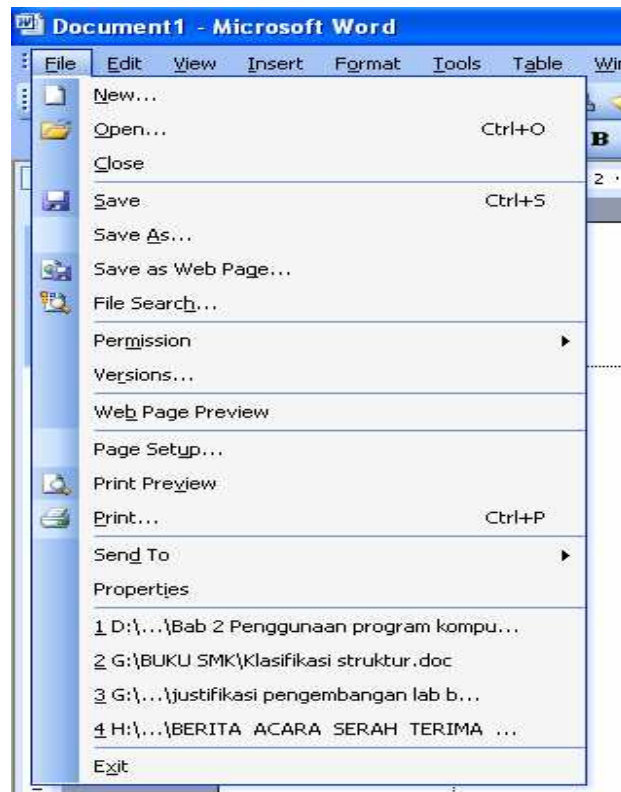 Document1 - Microsoft Word
File Edit View Insert Format Tools Table
New...
Open... Ctrl+O
B
Close
2
Save Ctrl+S
Save As...
Save as Web Page...
File Search...
Permission
Versions...
Web Page Preview
Page Setup...
Print Preview
Print... Ctrl+P
Send To
Properties
1 D:\...\Bab 2 Penggunaan program kompu...
2 G:\BUKU SMK\Klasifikasi struktur.doc
3 G:\...\justifikasi pengembangan lab b...
4 H:\...\BERITA ACARA SERAH TERIMA ...
Exit